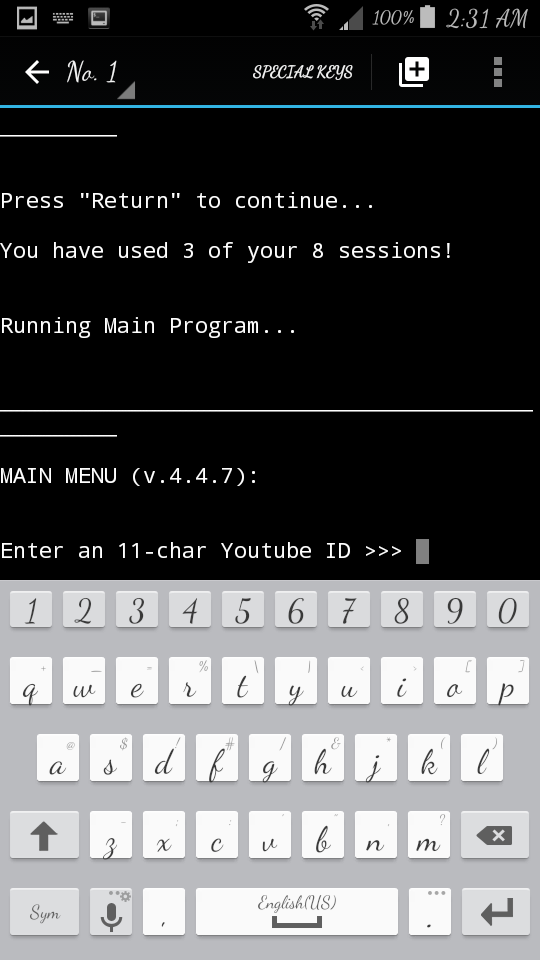 100% 2:31 AM
No. 1 SPECIAL KEYS
Press "Return" to continue...
You have used 3 of your 8 sessions!
Running Main Program...
MAIN MENU (v.4.4.7):
Enter an 11-char Youtube ID >>>
1 2 3 4 5 6 7 8 9 0
q w e r t y u i o p
a s d f g h j k l
z x c v b n m
Sym , English(US) .